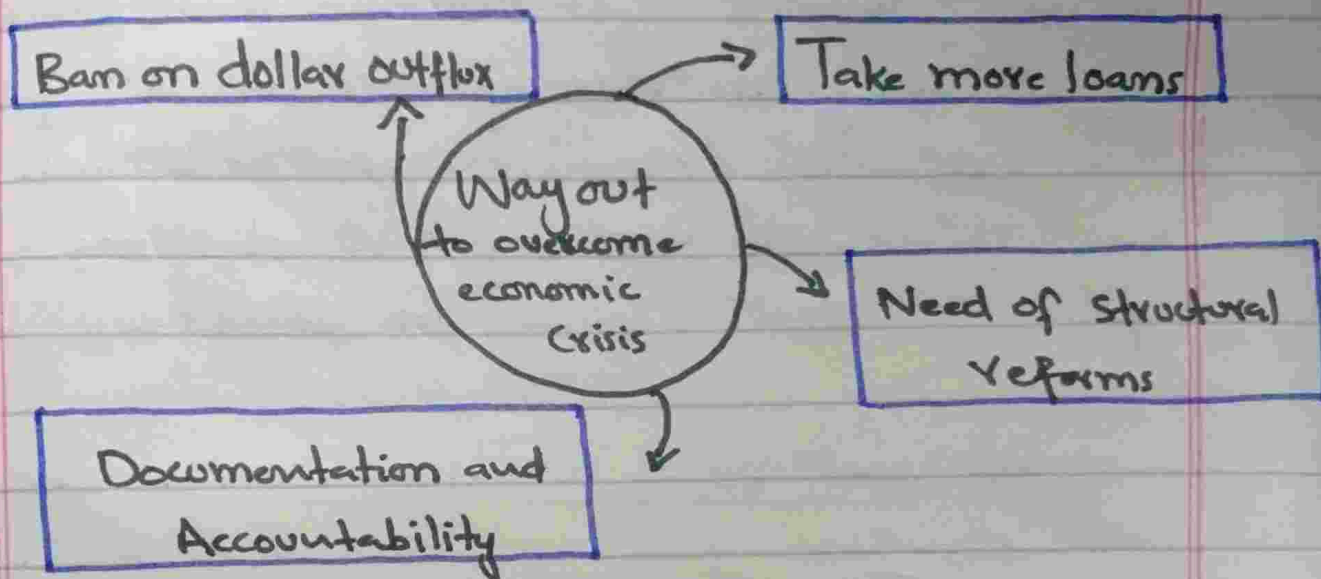 Ban on dollar outflux
Take more loans
Way out
to overcome
economic
Crisis
Need of structural
reforms
Documentation and
Accountability